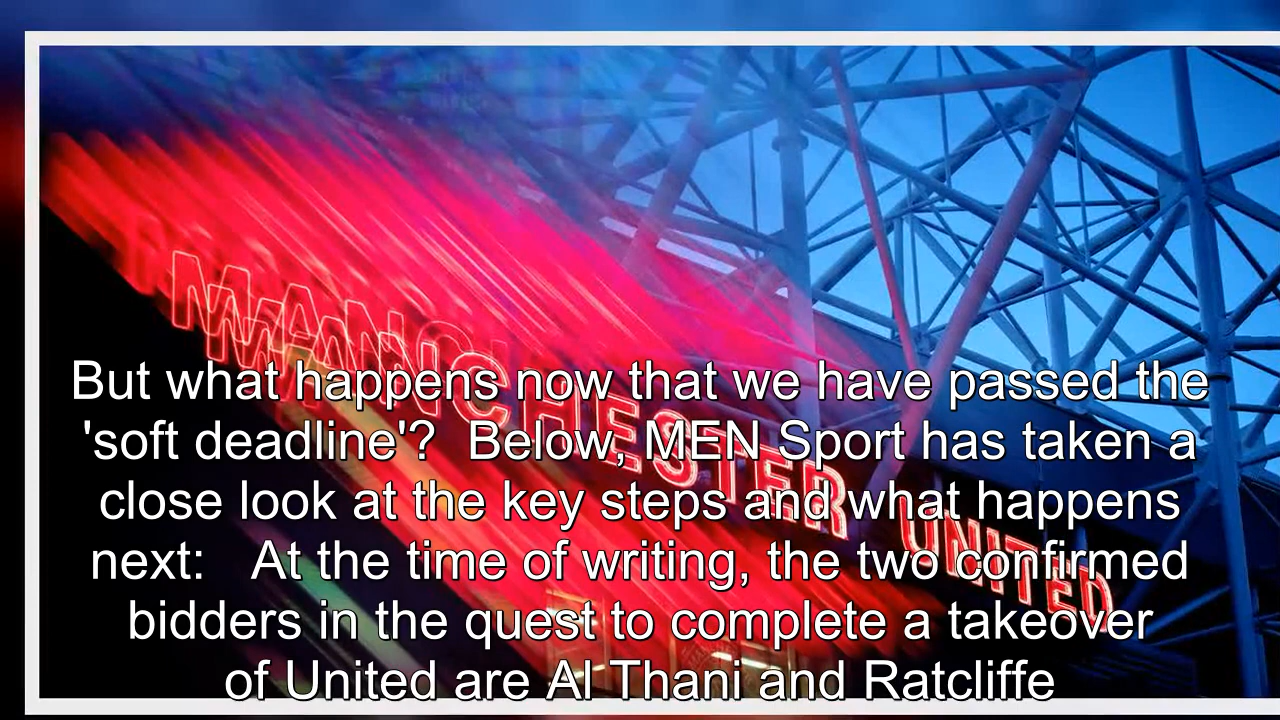 MANCHESTER UNITED
But what happens now that we have passed the
'soft deadline'? Below, MEN Sport has taken a
close look at the key steps and what happens
next: At the time of writing, the two confirmed
bidders in the quest to complete a takeover
of United are Al Thani and Ratcliffe